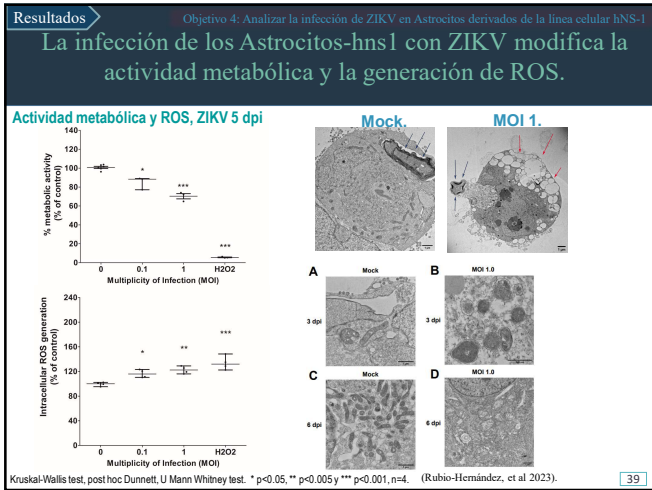 Resultados
Objetivo 4: Analizar la infección de ZIKV en Astrocitos derivados de la línea celular hNS-1
La infección de los Astrocitos-hns1 con ZIKV modifica la
actividad metabólica y la generación de ROS.
Actividad metabólica y ROS, ZIKV 5 dpi
% metabolic activity
(% of control)
140
120
100
80
60
40
20
0
*
***
***
0 0.1 1 H2O2
Multiplicity of Infection (MOI)
Intracellular ROS generation
(% of control)
240
200
160
120
80
40
0
*
**
***
0 0.1 1 H2O2
Multiplicity of Infection (MOI)
Mock.
MOI 1.
A Mock
3 dpi
B MOI 1.0
3 dpi
C Mock
6 dpi
D MOI 1.0
6 dpi
Kruskal-Wallis test, post hoc Dunnett, U Mann Whitney test. * p<0.05, ** p<0.005 y *** p<0.001, n=4.
(Rubio-Hernández, et al 2023).
39